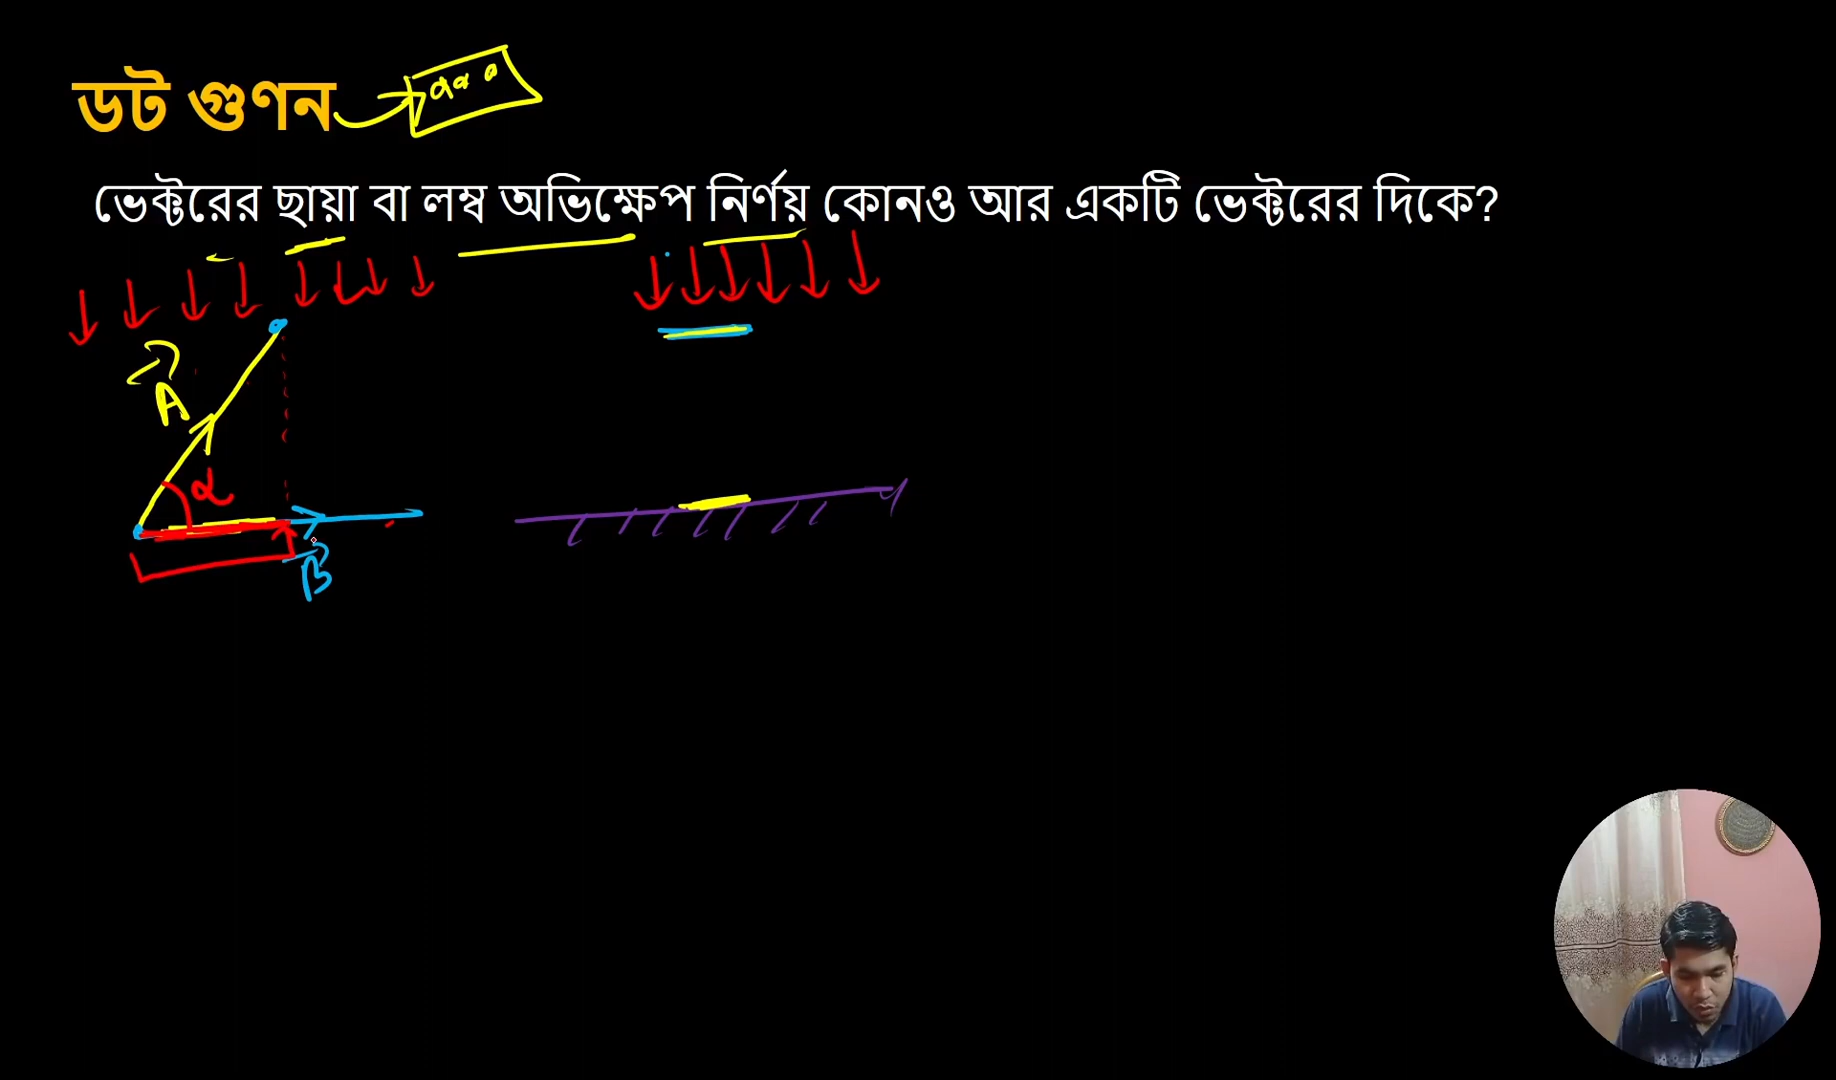 ডট গুণন
ভেক্টরের ছায়া বা লম্ব অভিক্ষেপ নির্ণয় কোনও আর একটি ভেক্টরের দিকে?
A
α
B